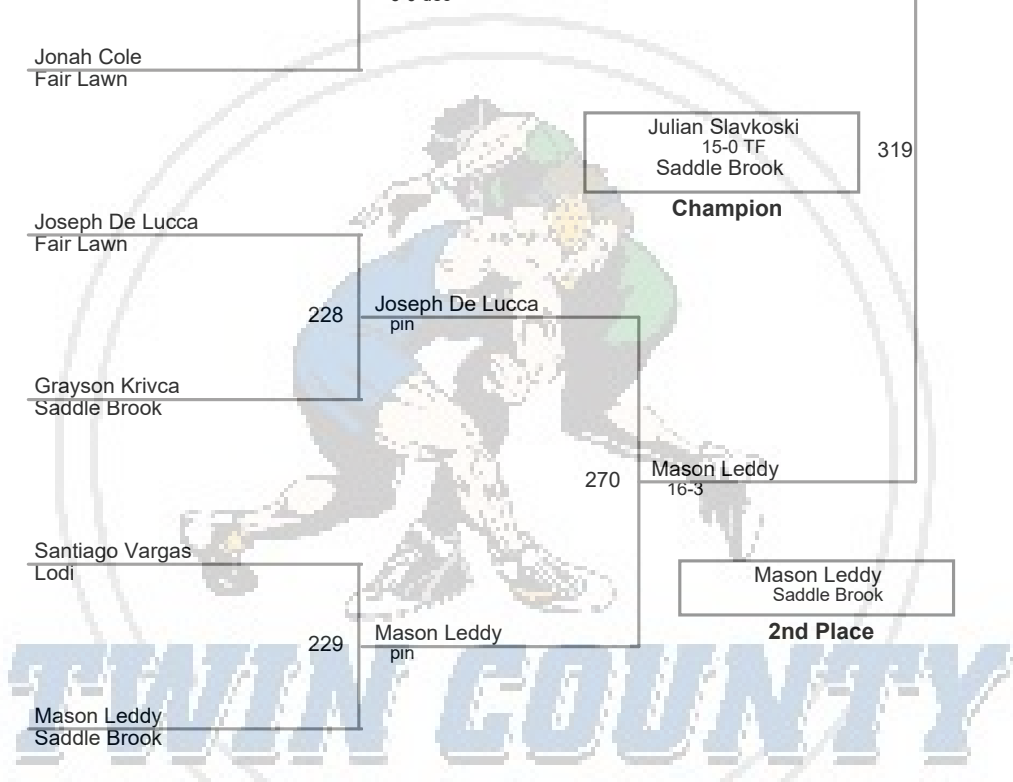 Jonah Cole
Fair Lawn
Julian Slavkoski
15-0 TF
Saddle Brook
319
Champion
Joseph De Lucca
Fair Lawn
228
Joseph De Lucca
pin
Grayson Krivca
Saddle Brook
270
Mason Leddy
16-3
Santiago Vargas
Lodi
Mason Leddy
Saddle Brook
2nd Place
229
Mason Leddy
pin
TWIN COUNTY
Mason Leddy
Saddle Brook